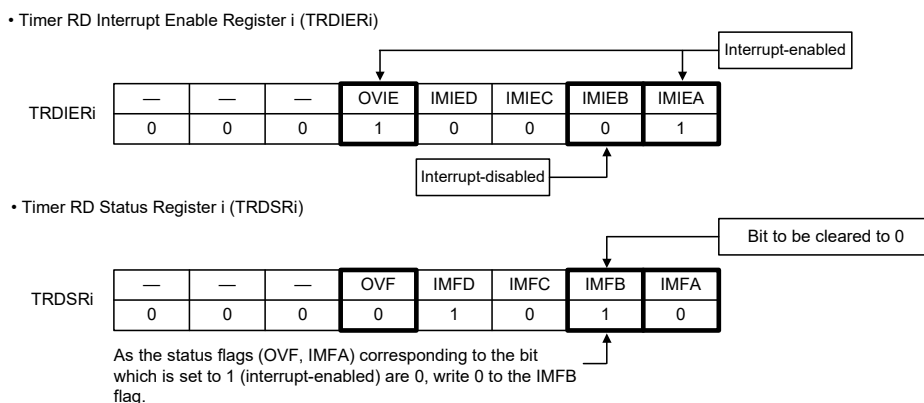 • Timer RD Interrupt Enable Register i (TRDIERi)
Interrupt-enabled
TRDIERi
— — — OVIE IMIED IMIEC IMIEB IMIEA
0 0 0 1 0 0 0 1
Interrupt-disabled
• Timer RD Status Register i (TRDSRi)
Bit to be cleared to 0
TRDSRi
— — — OVF IMFD IMFC IMFB IMFA
0 0 0 0 1 0 1 0
As the status flags (OVF, IMFA) corresponding to the bit
which is set to 1 (interrupt-enabled) are 0, write 0 to the IMFB
flag.